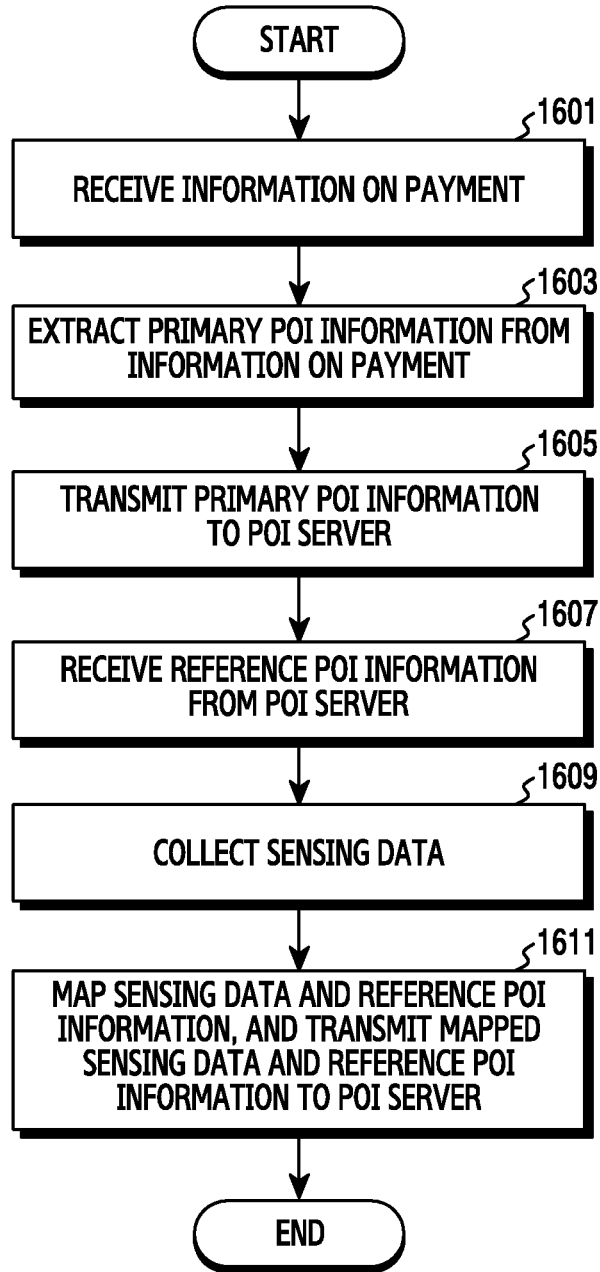 START
1601
RECEIVE INFORMATION ON PAYMENT
1603
EXTRACT PRIMARY POI INFORMATION FROM
INFORMATION ON PAYMENT
1605
TRANSMIT PRIMARY POI INFORMATION
TO POI SERVER
1607
RECEIVE REFERENCE POI INFORMATION
FROM POI SERVER
1609
COLLECT SENSING DATA
1611
MAP SENSING DATA AND REFERENCE POI
INFORMATION, AND TRANSMIT MAPPED
SENSING DATA AND REFERENCE POI
INFORMATION TO POI SERVER
END